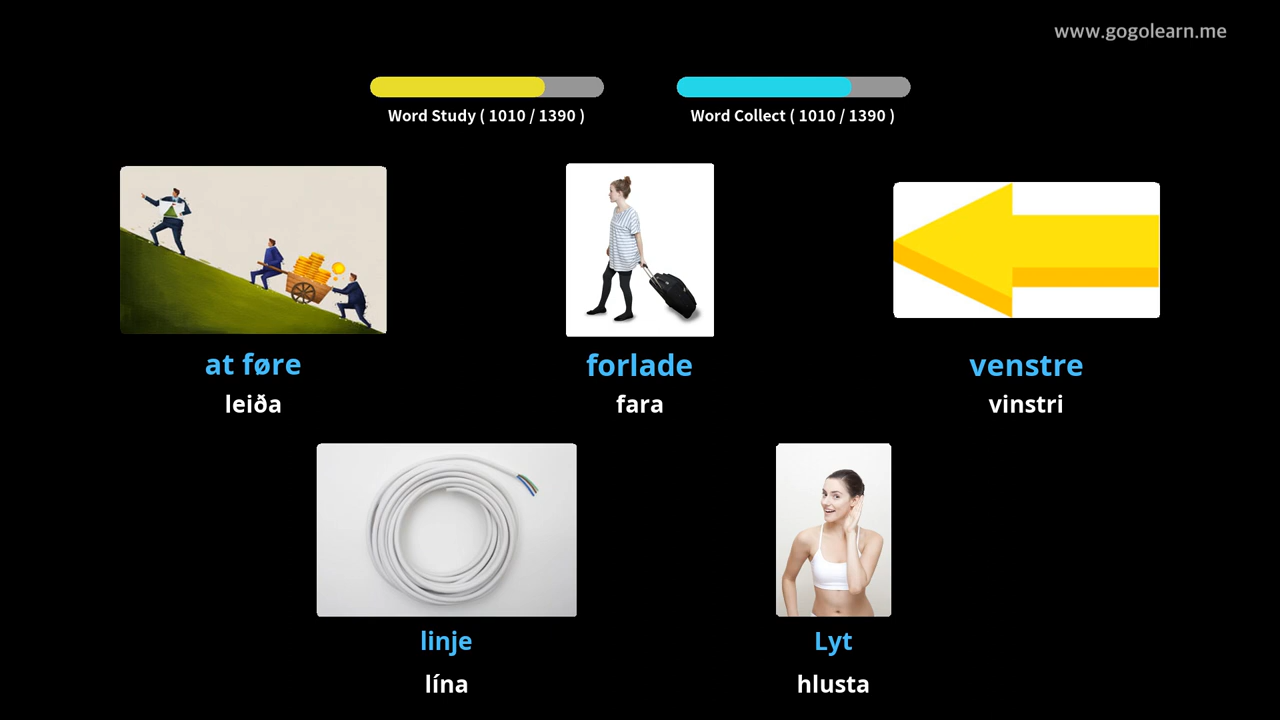 www.gogolearn.me
Word Study ( 1010 / 1390 )
Word Collect ( 1010 / 1390 )
at føre
forlade
venstre
leiða
fara
vinstri
linje
Lyt
lína
hlusta